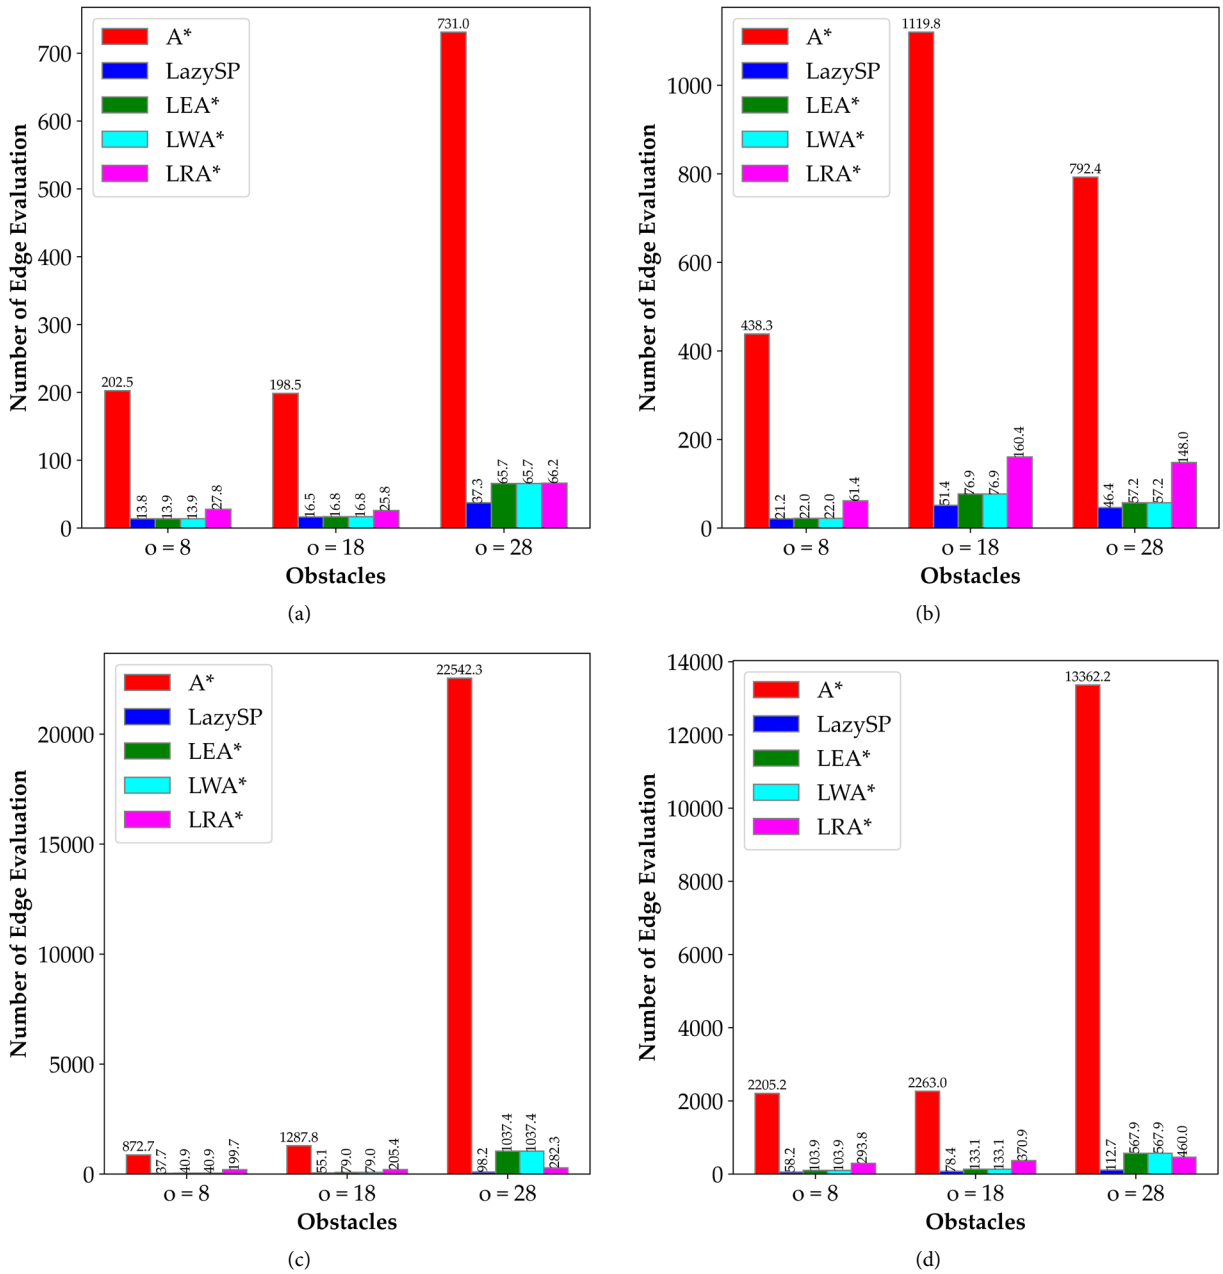 A*
LazySP
LEA*
LWA*
LRA*
Number of Edge Evaluation
700
600
500
400
300
200
100
0
202.5
13.8
13.9
13.9
27.8
198.5
16.5
16.8
16.8
25.8
731.0
37.3
65.7
65.7
66.2
o = 8
o = 18
o = 28
Obstacles
(a)
A*
LazySP
LEA*
LWA*
LRA*
Number of Edge Evaluation
1000
800
600
400
200
0
438.3
21.2
22.0
22.0
61.4
1119.8
51.4
76.9
76.9
160.4
792.4
46.4
57.2
57.2
148.0
o = 8
o = 18
o = 28
Obstacles
(b)
A*
LazySP
LEA*
LWA*
LRA*
Number of Edge Evaluation
20000
15000
10000
5000
0
872.7
37.7
40.9
40.9
199.7
1287.8
55.1
79.0
79.0
205.4
22542.3
98.2
1037.4
1037.4
282.3
o = 8
o = 18
o = 28
Obstacles
(c)
A*
LazySP
LEA*
LWA*
LRA*
Number of Edge Evaluation
14000
12000
10000
8000
6000
4000
2000
0
2205.2
58.2
103.9
103.9
293.8
2263.0
78.4
133.1
133.1
370.9
13362.2
112.7
567.9
567.9
460.0
o = 8
o = 18
o = 28
Obstacles
(d)